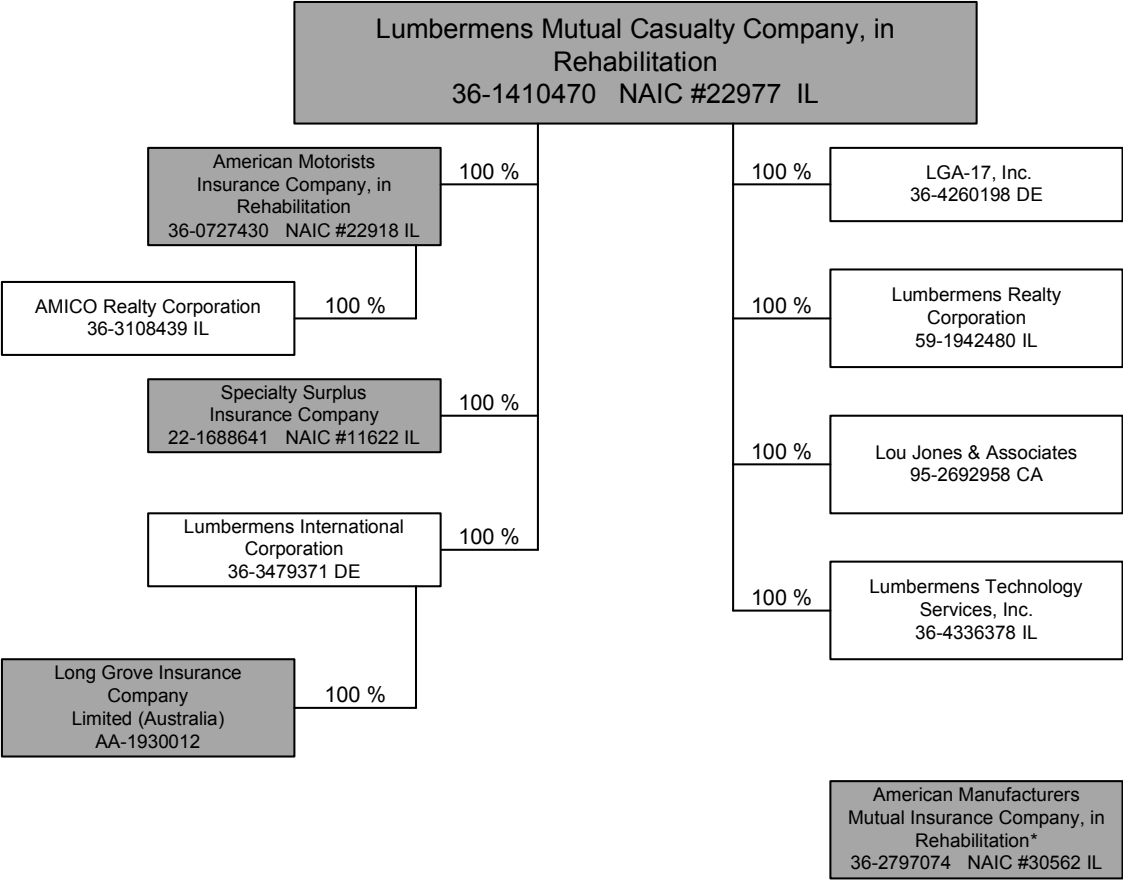 Lumbermens Mutual Casualty Company, in
Rehabilitation
36-1410470 NAIC #22977 IL
American Motorists
Insurance Company, in
Rehabilitation
36-0727430 NAIC #22918 IL
100 %
AMICO Realty Corporation
36-3108439 IL
100 %
Specialty Surplus
Insurance Company
22-1688641 NAIC #11622 IL
100 %
Lumbermens International
Corporation
36-3479371 DE
100 %
Long Grove Insurance
Company
Limited (Australia)
AA-1930012
100 %
100 %
LGA-17, Inc.
36-4260198 DE
100 %
Lumbermens Realty
Corporation
59-1942480 IL
100 %
Lou Jones & Associates
95-2692958 CA
100 %
Lumbermens Technology
Services, Inc.
36-4336378 IL
American Manufacturers
Mutual Insurance Company, in
Rehabilitation*
36-2797074 NAIC #30562 IL